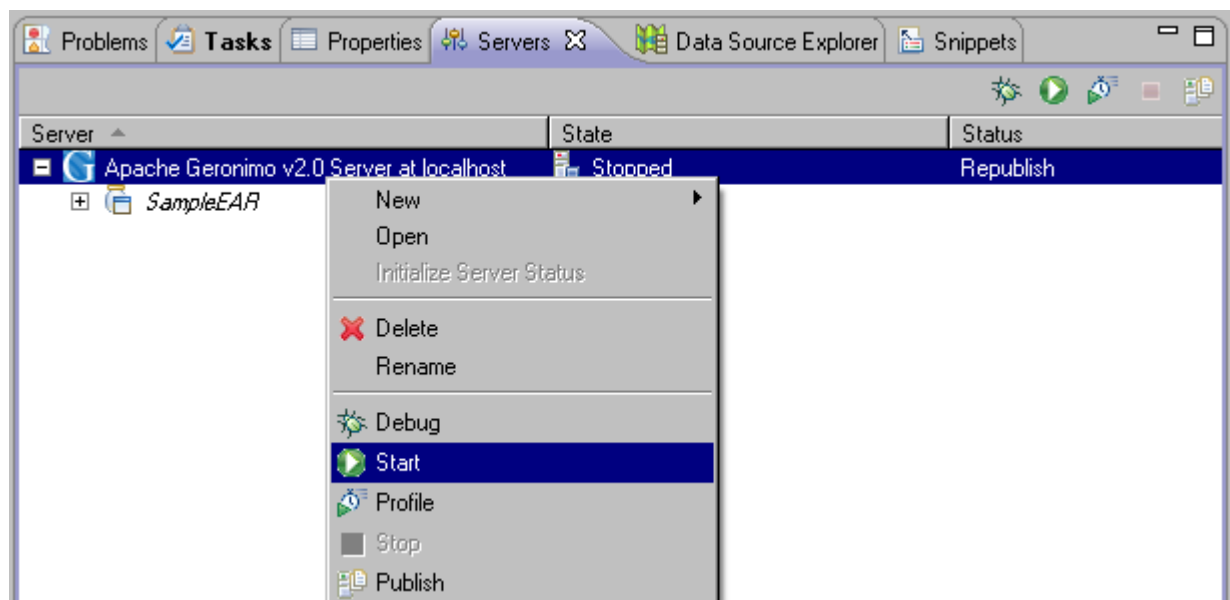 Problems Tasks Properties Servers Data Source Explorer Snippets
Server State Status
Apache Geronimo v2.0 Server at localhost Stopped Republish
SampleEAR
New
Open
Initialize Server Status
Delete
Rename
Debug
Start
Profile
Stop
Publish